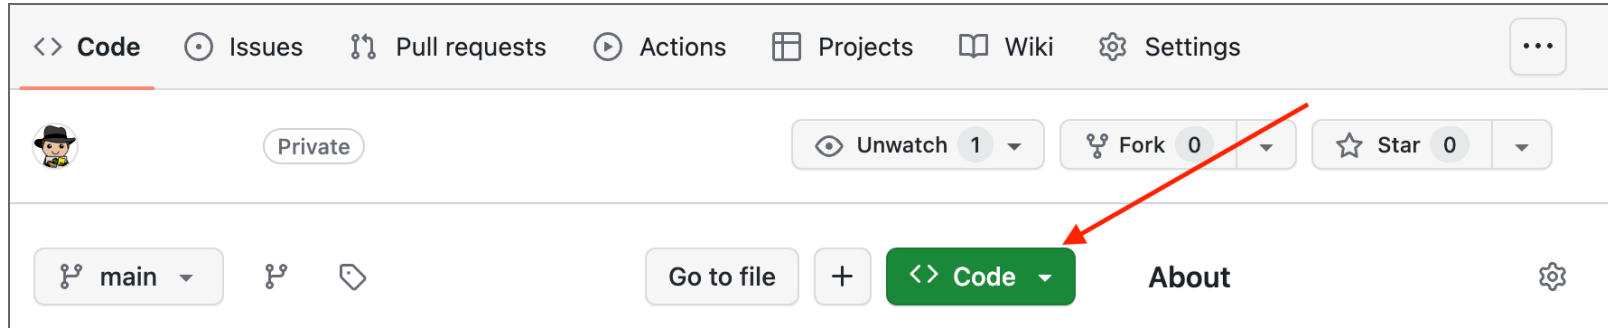 Code Issues Pull requests Actions Projects Wiki Settings
Private Unwatch 1 Fork 0 Star 0
main Go to file + Code About